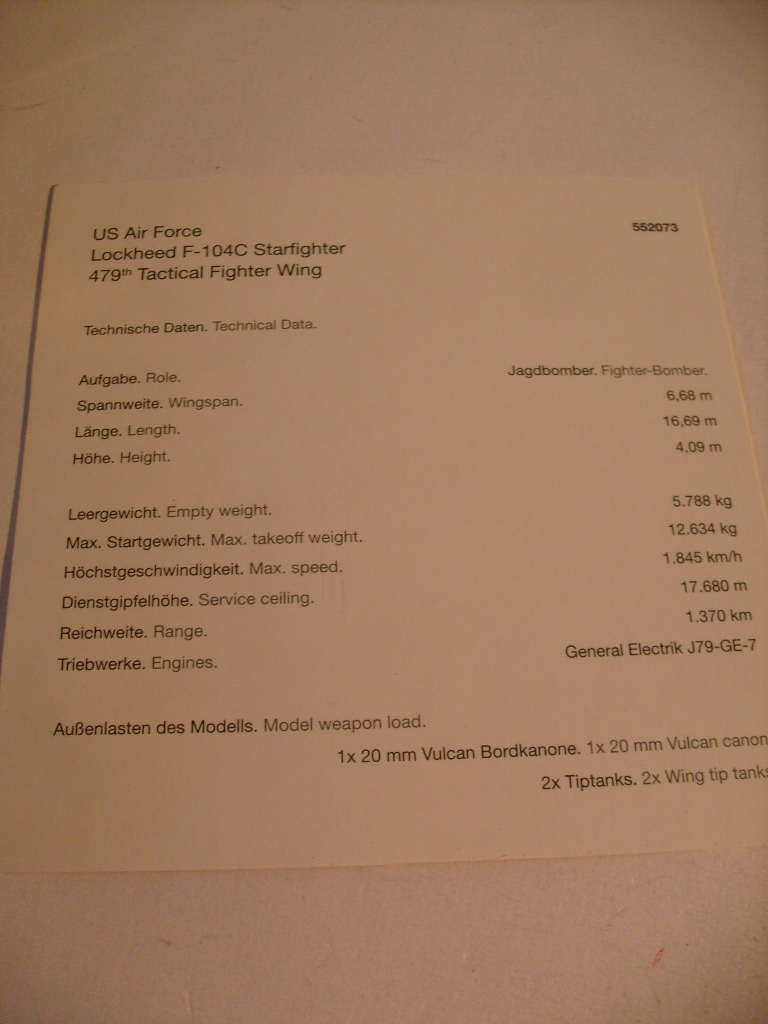 US Air Force 552073
Lockheed F-104C Starfighter
479th Tactical Fighter Wing
Technische Daten. Technical Data.
Aufgabe. Role. Jagdbomber. Fighter-Bomber.
Spannweite. Wingspan. 6,68 m
Länge. Length. 16,69 m
Höhe. Height. 4,09 m
Leergewicht. Empty weight. 5.788 kg
Max. Startgewicht. Max. takeoff weight. 12.634 kg
Höchstgeschwindigkeit. Max. speed. 1.845 km/h
Dienstgipfelhöhe. Service ceiling. 17.680 m
Reichweite. Range. 1.370 km
Triebwerke. Engines. General Electrik J79-GE-7
Außenlasten des Modells. Model weapon load.
1x 20 mm Vulcan Bordkanone. 1x 20 mm Vulcan canon
2x Tiptanks. 2x Wing tip tanks